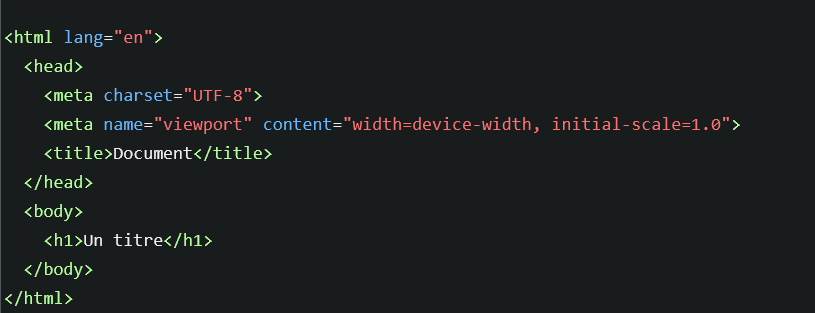 <html lang="en">
<head>
<meta charset="UTF-8">
<meta name="viewport" content="width=device-width, initial-scale=1.0">
<title>Document</title>
</head>
<body>
<h1>Un titre</h1>
</body>
</html>